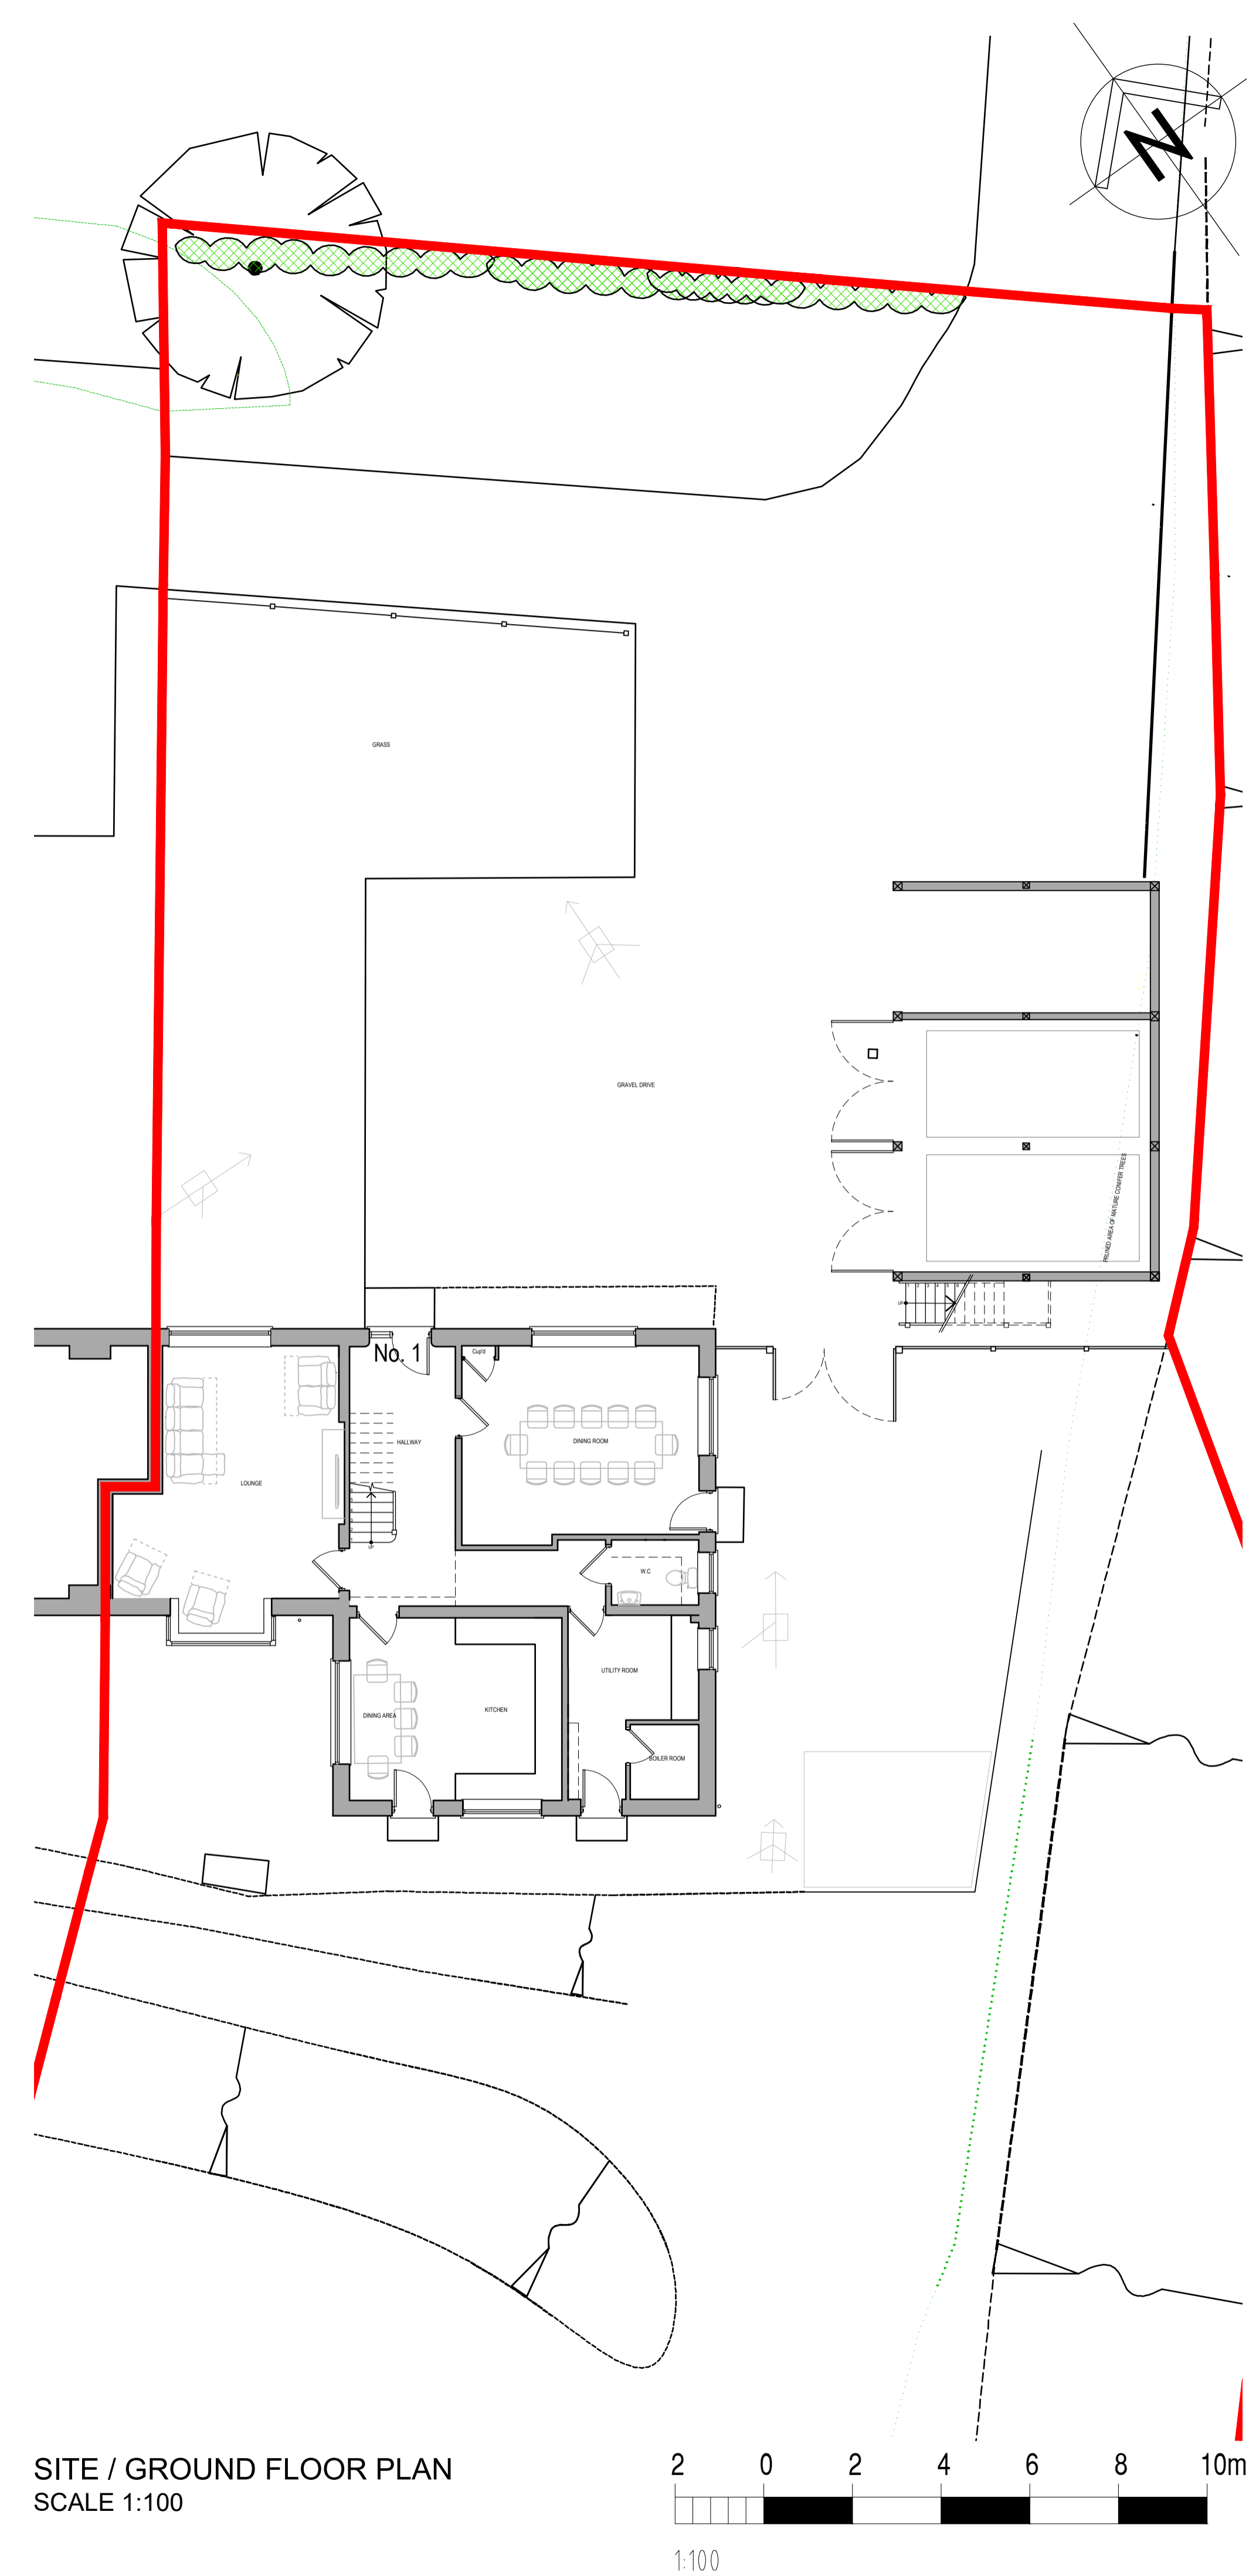 N
GRASS
GRAVEL DRIVE
PRUNED AREA OF MATURE CONIFER TREES
UP
No. 1
Cup'd
HALLWAY
DINING ROOM
LOUNGE
UP
W.C
UTILITY ROOM
DINING AREA
KITCHEN
BOILER ROOM
SITE / GROUND FLOOR PLAN
SCALE 1:100
2 0 2 4 6 8 10m
1:100